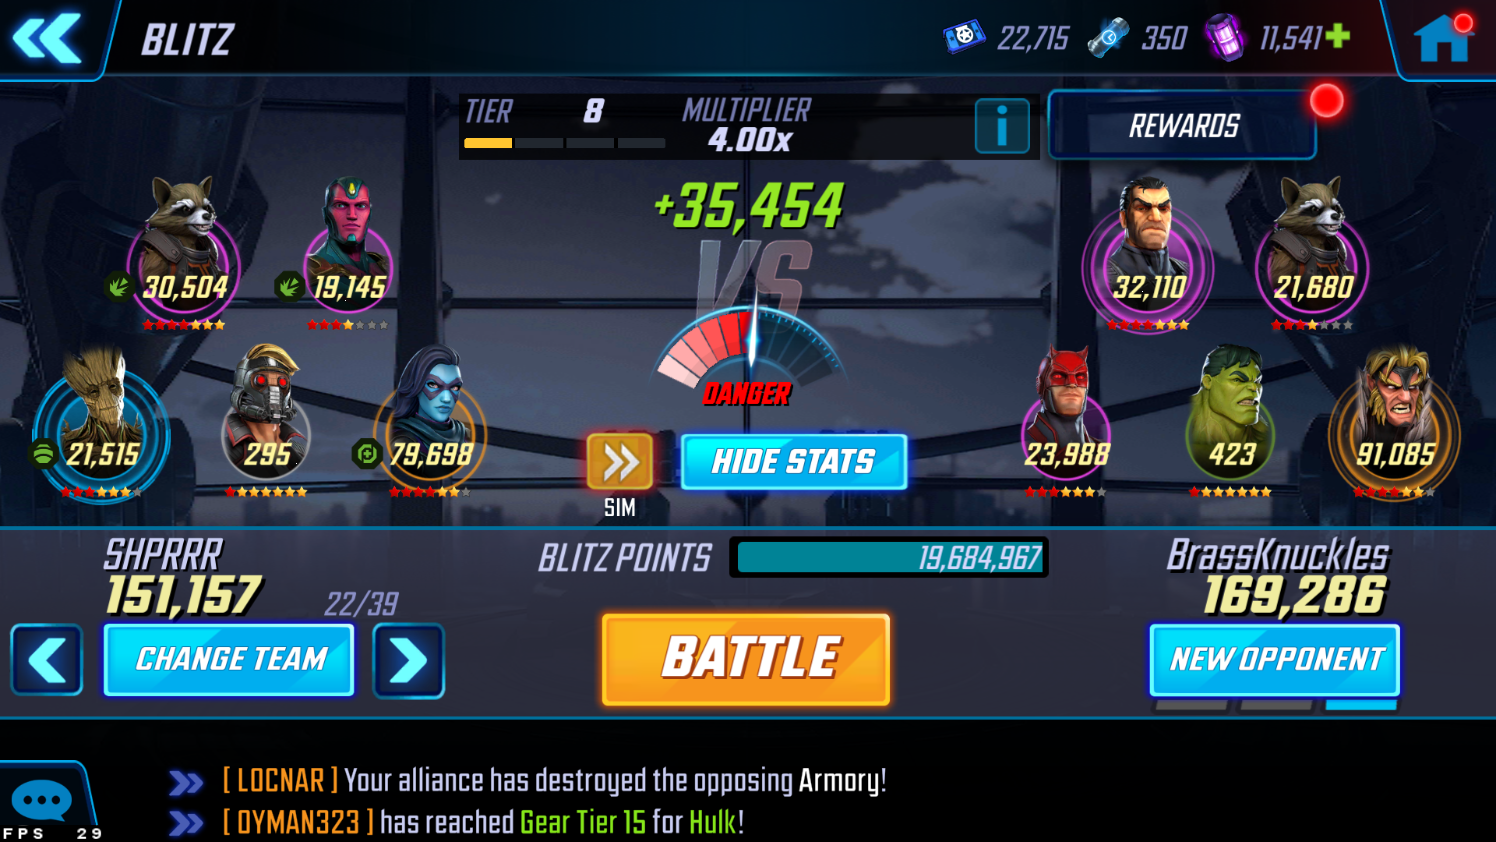 BLITZ
22,715
350
11,541
TIER 8
MULTIPLIER
4.00x
REWARDS
+35,454
VS
30,504
19,145
32,110
21,680
DANGER
21,515
295
79,698
23,988
423
91,085
HIDE STATS
SIM
SHPRRR
151,157
22/39
BLITZ POINTS 19,684,967
BrassKnuckles
169,286
CHANGE TEAM
BATTLE
NEW OPPONENT
[ LOCNAR ] Your alliance has destroyed the opposing Armory!
[ OYMAN323 ] has reached Gear Tier 15 for Hulk!
FPS 29